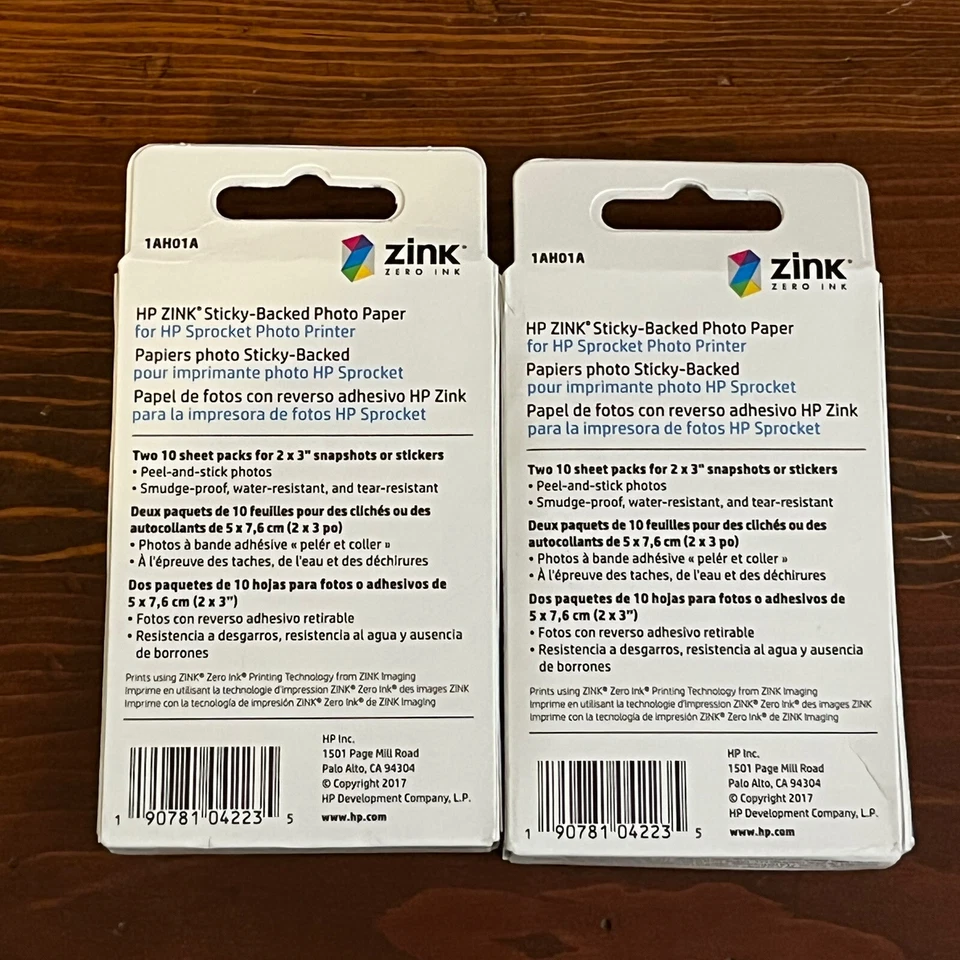 1AH01A
zink®
ZERO INK
HP ZINK® Sticky-Backed Photo Paper
for HP Sprocket Photo Printer
Papiers photo Sticky-Backed
pour imprimante photo HP Sprocket
Papel de fotos con reverso adhesivo HP Zink
para la impresora de fotos HP Sprocket
Two 10 sheet packs for 2 x 3" snapshots or stickers
• Peel-and-stick photos
• Smudge-proof, water-resistant, and tear-resistant
Deux paquets de 10 feuilles pour des clichés ou des
autocollants de 5 x 7,6 cm (2 x 3 po)
• Photos à bande adhésive « pelér et coller »
• À l'épreuve des taches, de l'eau et des déchirures
Dos paquetes de 10 hojas para fotos o adhesivos de
5 x 7,6 cm (2 x 3")
• Fotos con reverso adhesivo retirable
• Resistencia a desgarros, resistencia al agua y ausencia
de borrones
Prints using ZINK® Zero Ink® Printing Technology from ZINK Imaging
Imprime en utilisant la technologie d'impression ZINK® Zero Ink® des images ZINK
Imprime con la tecnología de impresión ZINK® Zero Ink® de ZINK Imaging
HP Inc.
1501 Page Mill Road
Palo Alto, CA 94304
© Copyright 2017
HP Development Company, L.P.
www.hp.com
1 90781 04223 5
1AH01A
zink®
ZERO INK
HP ZINK® Sticky-Backed Photo Paper
for HP Sprocket Photo Printer
Papiers photo Sticky-Backed
pour imprimante photo HP Sprocket
Papel de fotos con reverso adhesivo HP Zink
para la impresora de fotos HP Sprocket
Two 10 sheet packs for 2 x 3" snapshots or stickers
• Peel-and-stick photos
• Smudge-proof, water-resistant, and tear-resistant
Deux paquets de 10 feuilles pour des clichés ou des
autocollants de 5 x 7,6 cm (2 x 3 po)
• Photos à bande adhésive « pelér et coller »
• À l'épreuve des taches, de l'eau et des déchirures
Dos paquetes de 10 hojas para fotos o adhesivos de
5 x 7,6 cm (2 x 3")
• Fotos con reverso adhesivo retirable
• Resistencia a desgarros, resistencia al agua y ausencia
de borrones
Prints using ZINK® Zero Ink® Printing Technology from ZINK Imaging
Imprime en utilisant la technologie d'impression ZINK® Zero Ink® des images ZINK
Imprime con la tecnología de impresión ZINK® Zero Ink® de ZINK Imaging
HP Inc.
1501 Page Mill Road
Palo Alto, CA 94304
© Copyright 2017
HP Development Company, L.P.
www.hp.com
1 90781 04223 5